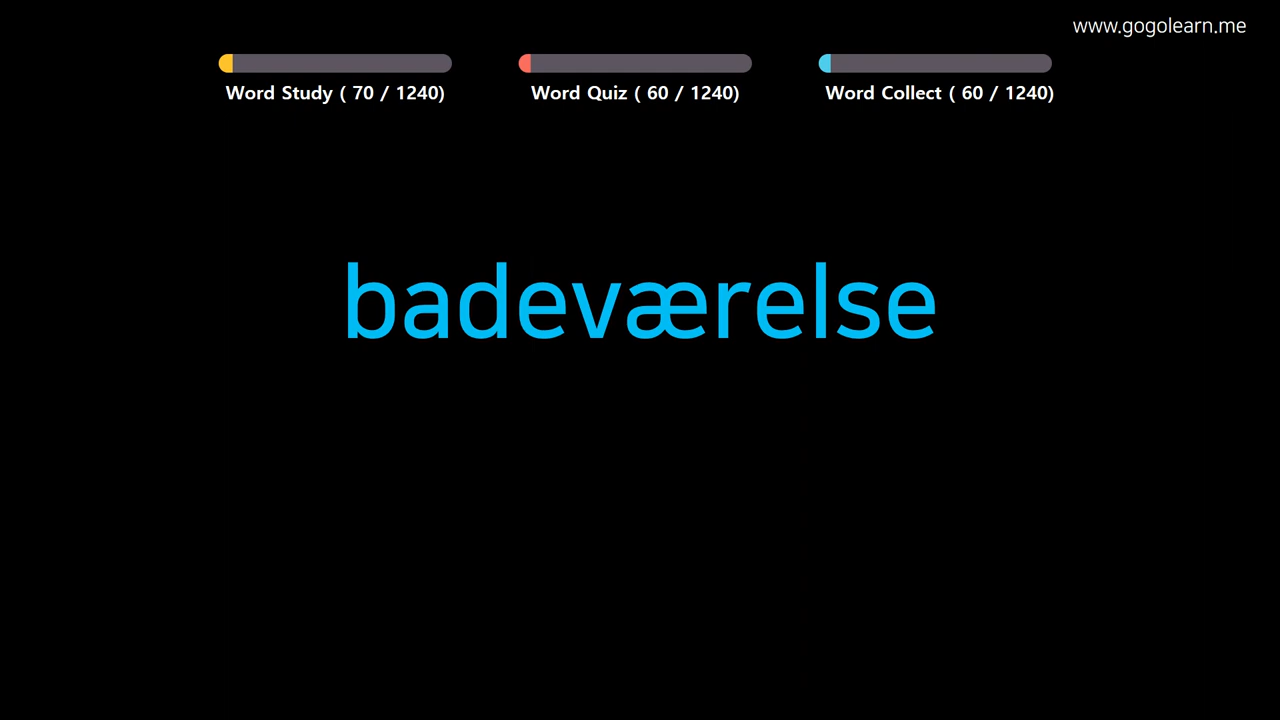 www.gogolearn.me
Word Study ( 70 / 1240)
Word Quiz ( 60 / 1240)
Word Collect ( 60 / 1240)
badeværelse